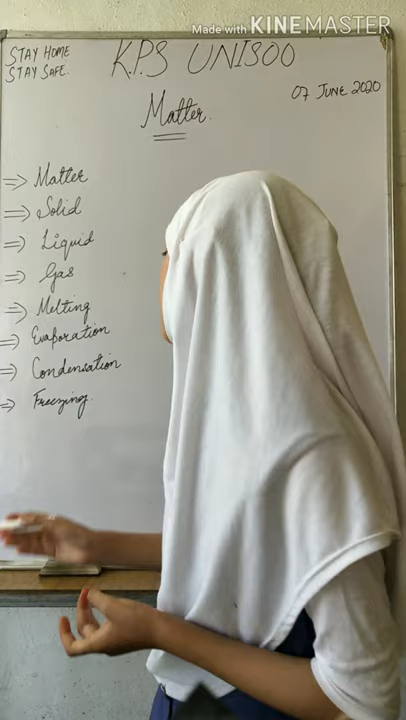 Made with KINEMASTER
STAY HOME
STAY SAFE.
K.P.S UNISOO
07 JUNE 2020
Matter.
⇒ Matter
⇒ Solid
⇒ Liquid
⇒ Gas
⇒ Melting
⇒ Evaporation
⇒ Condensation
⇒ Freezing.